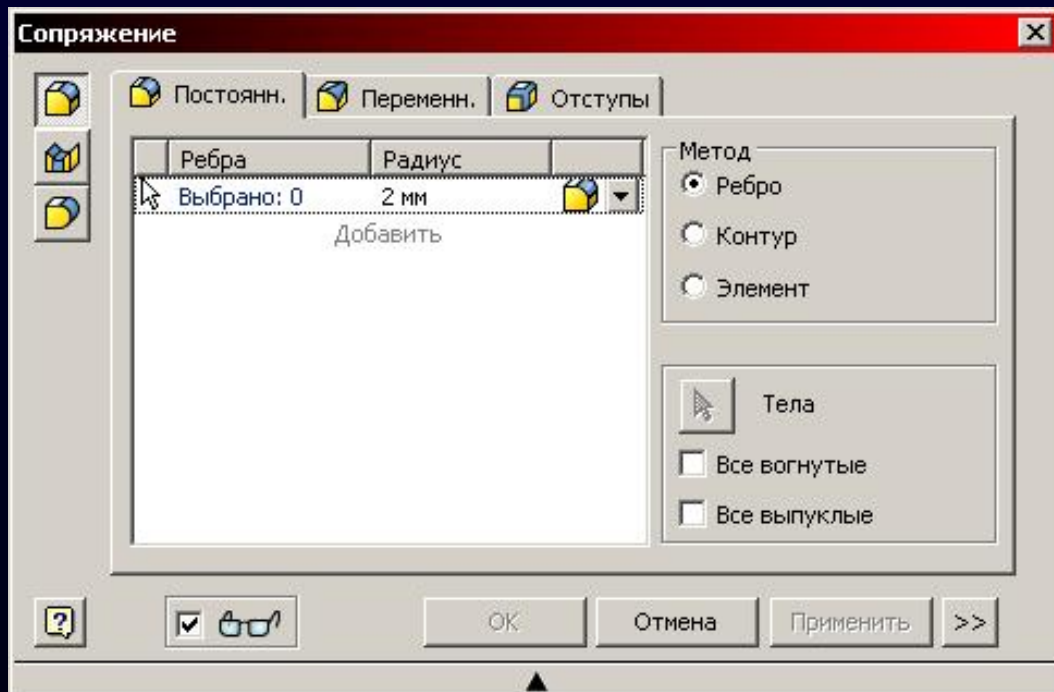 Сопряжение
Постоянн. Переменн. Отступы
Ребра Радиус
Выбрано: 0 2 мм
Добавить
Метод
Ребро
Контур
Элемент
Тела
Все вогнутые
Все выпуклые
ОК Отмена Применить >>